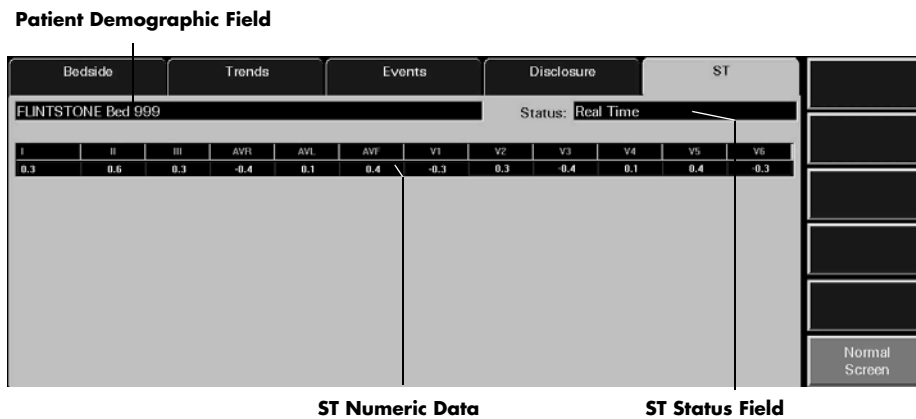 Patient Demographic Field
Bedside Trends Events Disclosure ST
FLINTSTONE Bed 999 Status: Real Time
I II III AVR AVL AVF V1 V2 V3 V4 V5 V6
0.3 0.6 0.3 -0.4 0.1 0.4 -0.3 0.3 -0.4 0.1 0.4 -0.3
Normal
Screen
ST Numeric Data ST Status Field